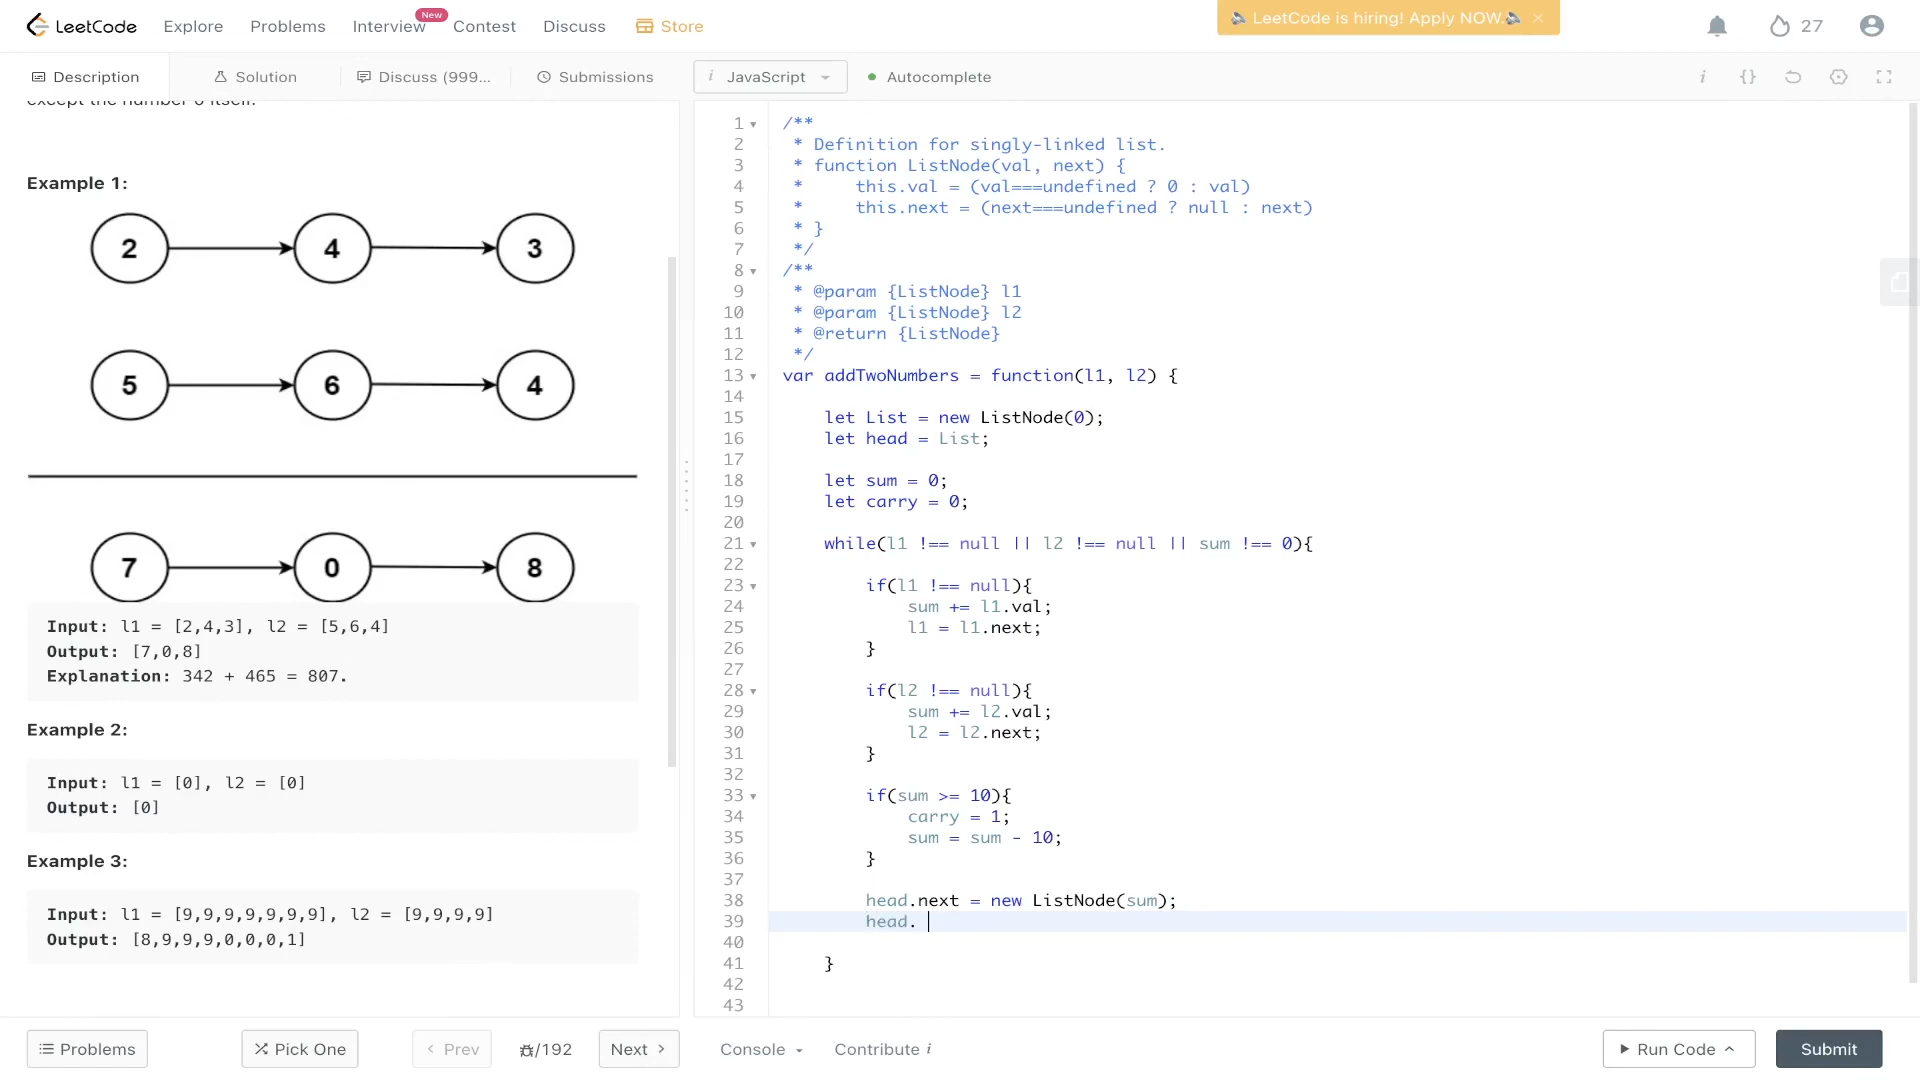 LeetCode
Explore
Problems
Interview
New
Contest
Discuss
Store
LeetCode is hiring! Apply NOW.
27
Description
Solution
Discuss (999...
Submissions
i JavaScript
Autocomplete
i
{}
except the number 0 itself.
Example 1:
2 4 3
5 6 4
7 0 8
Input: l1 = [2,4,3], l2 = [5,6,4]
Output: [7,0,8]
Explanation: 342 + 465 = 807.
Example 2:
Input: l1 = [0], l2 = [0]
Output: [0]
Example 3:
Input: l1 = [9,9,9,9,9,9,9], l2 = [9,9,9,9]
Output: [8,9,9,9,0,0,0,1]
1 /**
2  * Definition for singly-linked list.
3  * function ListNode(val, next) {
4  *     this.val = (val===undefined ? 0 : val)
5  *     this.next = (next===undefined ? null : next)
6  * }
7  */
8 /**
9  * @param {ListNode} l1
10  * @param {ListNode} l2
11  * @return {ListNode}
12  */
13 var addTwoNumbers = function(l1, l2) {
14
15     let List = new ListNode(0);
16     let head = List;
17
18     let sum = 0;
19     let carry = 0;
20
21     while(l1 !== null || l2 !== null || sum !== 0){
22
23         if(l1 !== null){
24             sum += l1.val;
25             l1 = l1.next;
26         }
27
28         if(l2 !== null){
29             sum += l2.val;
30             l2 = l2.next;
31         }
32
33         if(sum >= 10){
34             carry = 1;
35             sum = sum - 10;
36         }
37
38         head.next = new ListNode(sum);
39         head.
40
41     }
42
43
Problems
Pick One
Prev
/192
Next
Console
Contribute i
Run Code
Submit